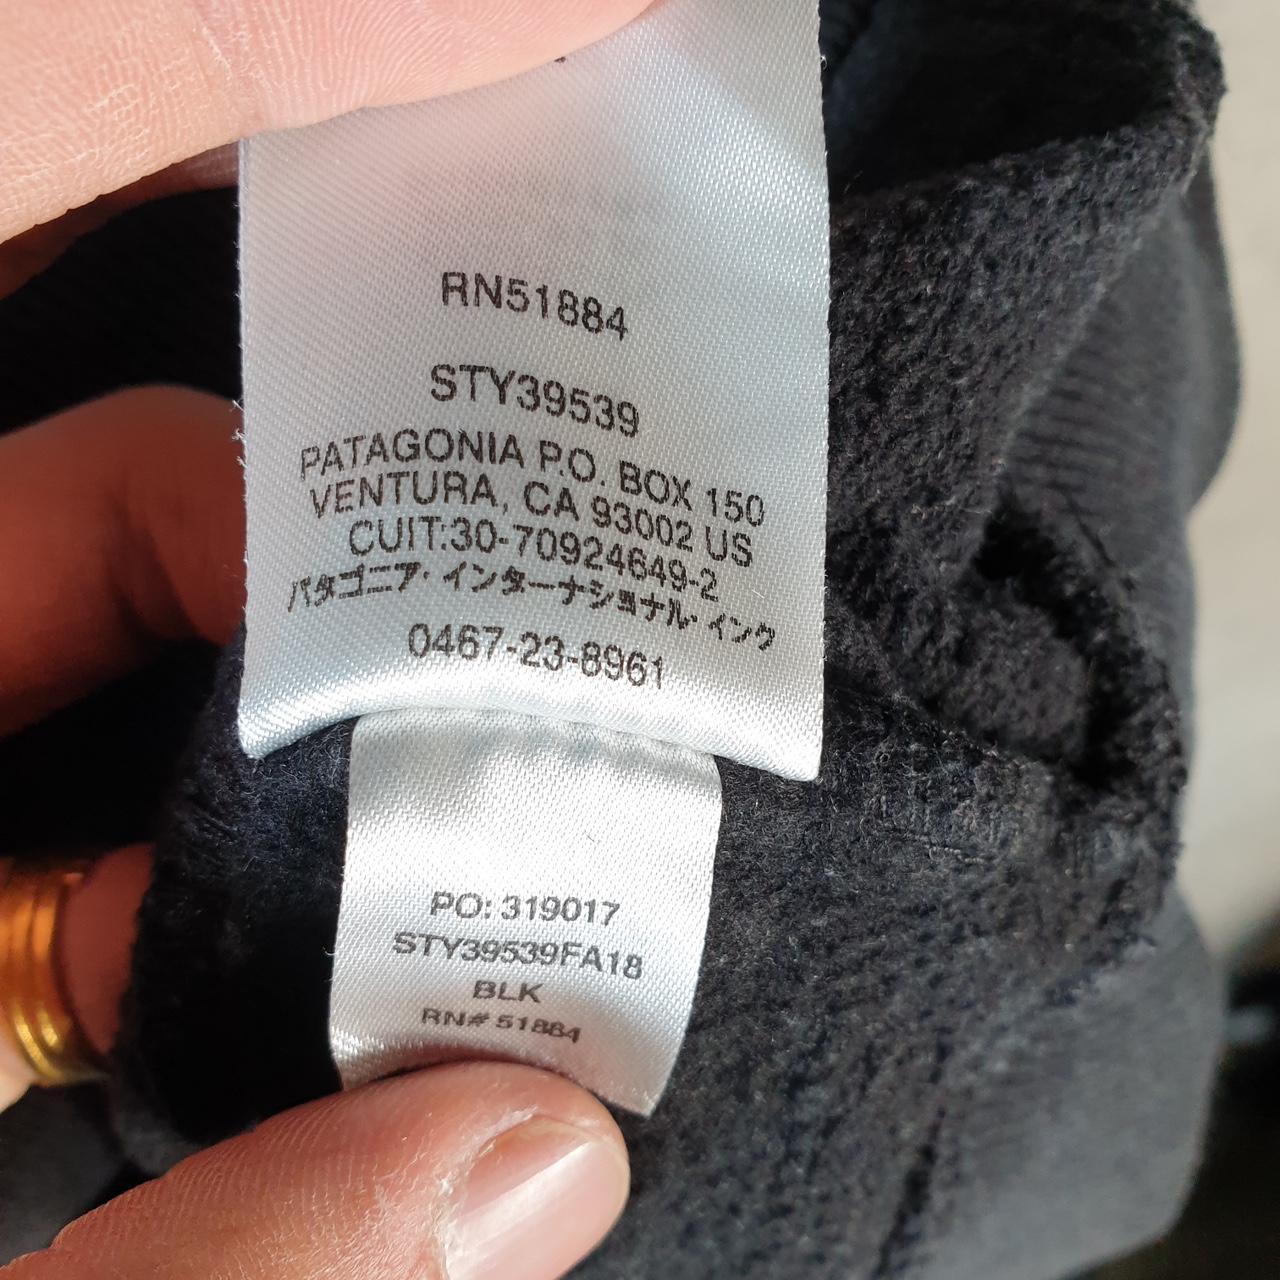 RN51884
STY39539
PATAGONIA P.O. BOX 150
VENTURA, CA 93002 US
CUIT:30-70924649-2
パタゴニア・インターナショナル・インク
0467-23-8961
PO: 319017
STY39539FA18
BLK
RN# 51884